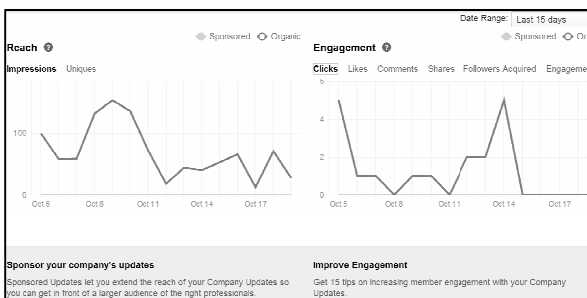 Date Range: Last 15 days
Sponsored Organic
Sponsured
Reach ?
Engagement ?
Impressions Uniques
Clicks Likes Comments Shares Followers Acquired Engageme
6
4
2
0
100
0
Oct 5 Oct 8 Oct 11 Oct 14 Oct 17
Oct 5 Oct 8 Oct 11 Oct 14 Oct 17
Sponsor your company's updates
Sponsored Updates let you extend the reach of your Company Updates so
you can get in front of a larger audience of the right professionals.
Improve Engagement
Get 15 tips on increasing member engagement with your Company
Updates.